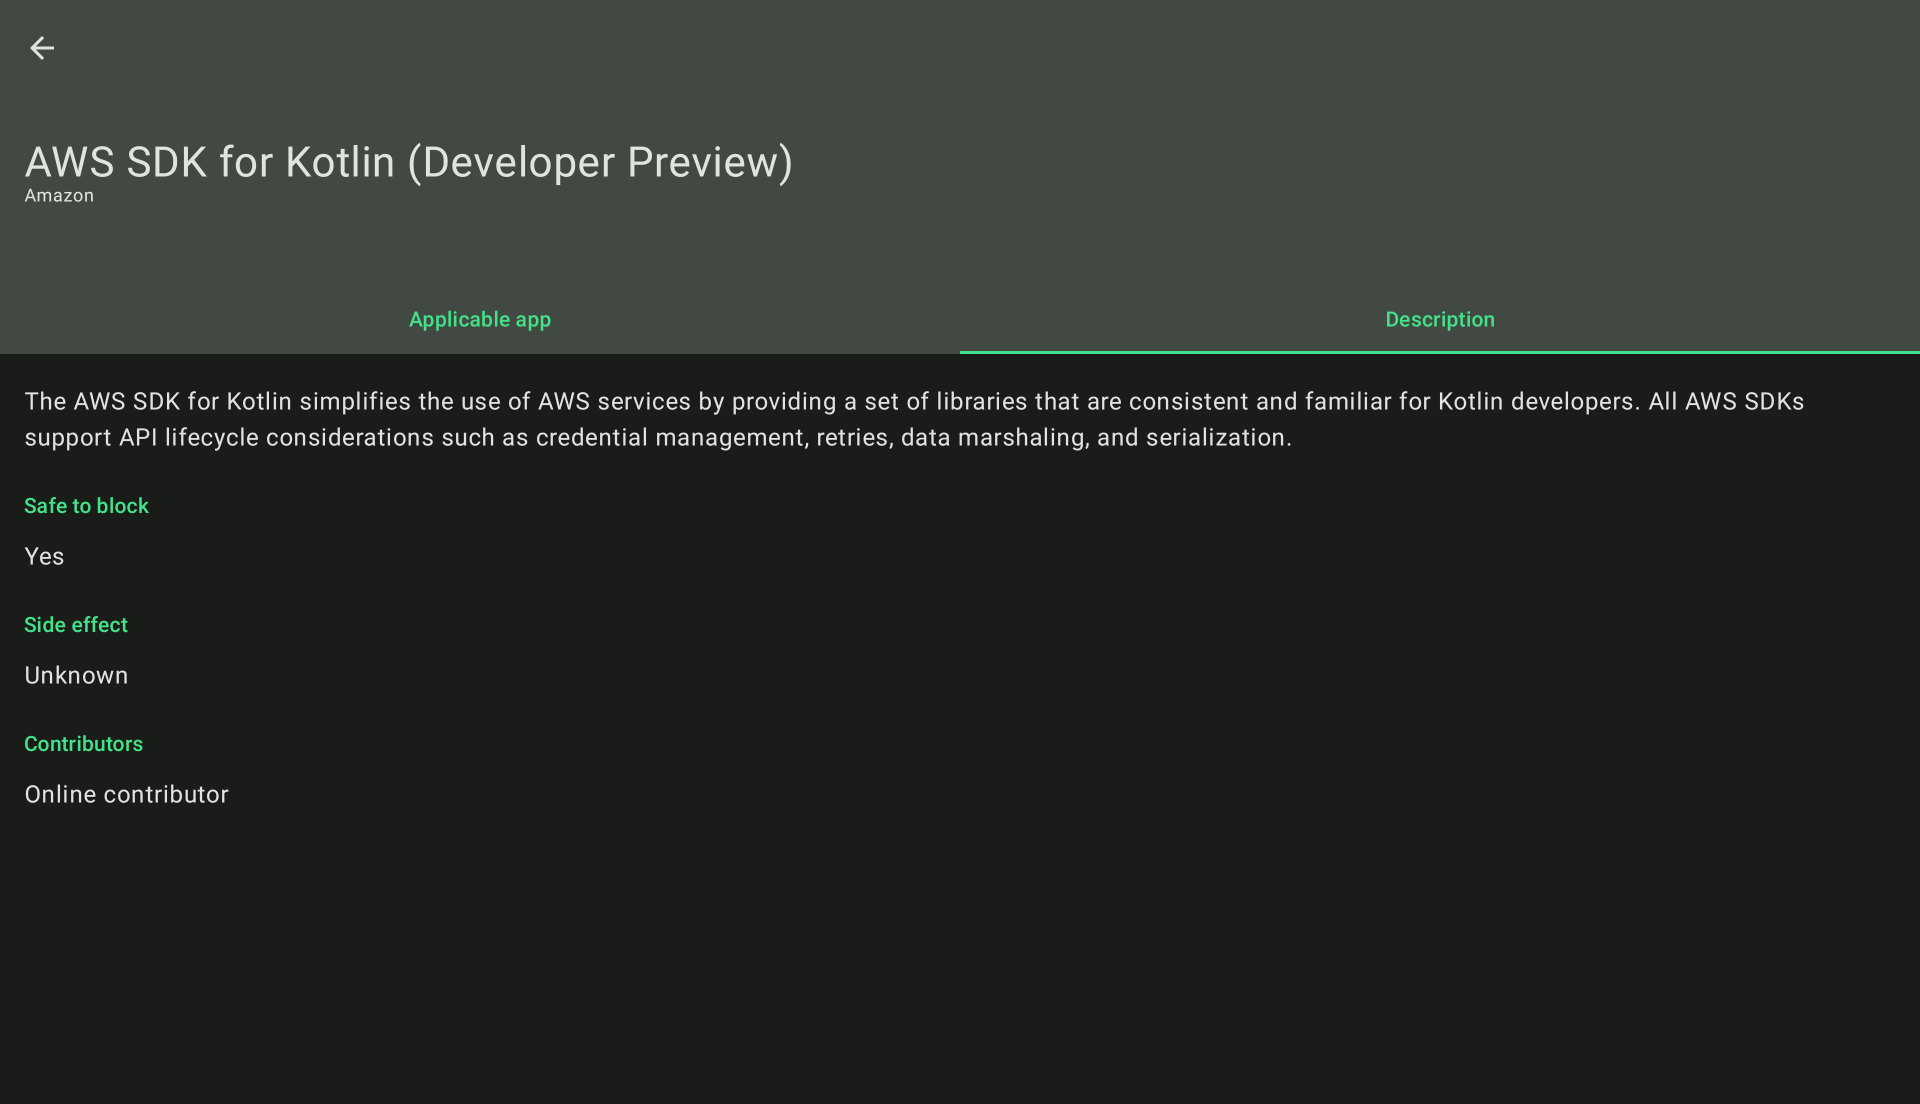 AWS SDK for Kotlin (Developer Preview)
Amazon
Applicable app
Description
The AWS SDK for Kotlin simplifies the use of AWS services by providing a set of libraries that are consistent and familiar for Kotlin developers. All AWS SDKs
support API lifecycle considerations such as credential management, retries, data marshaling, and serialization.
Safe to block
Yes
Side effect
Unknown
Contributors
Online contributor